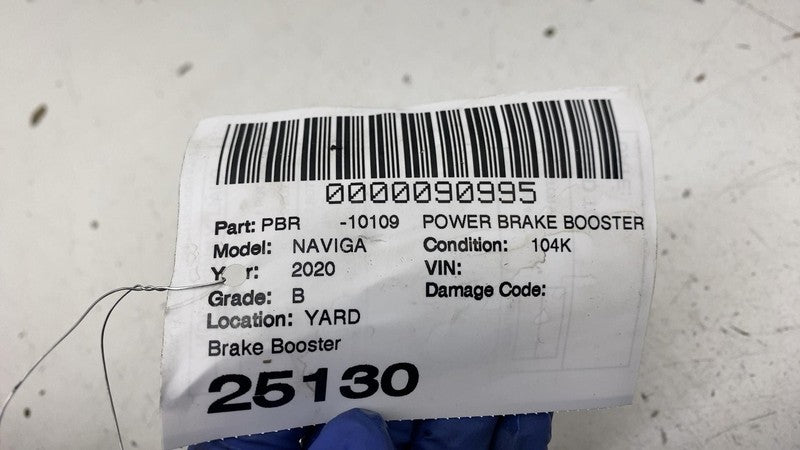 0000090995
Part: PBR -10109 POWER BRAKE BOOSTER
Model: NAVIGA Condition: 104K
Y r: 2020 VIN:
Grade: B Damage Code:
Location: YARD
Brake Booster
25130